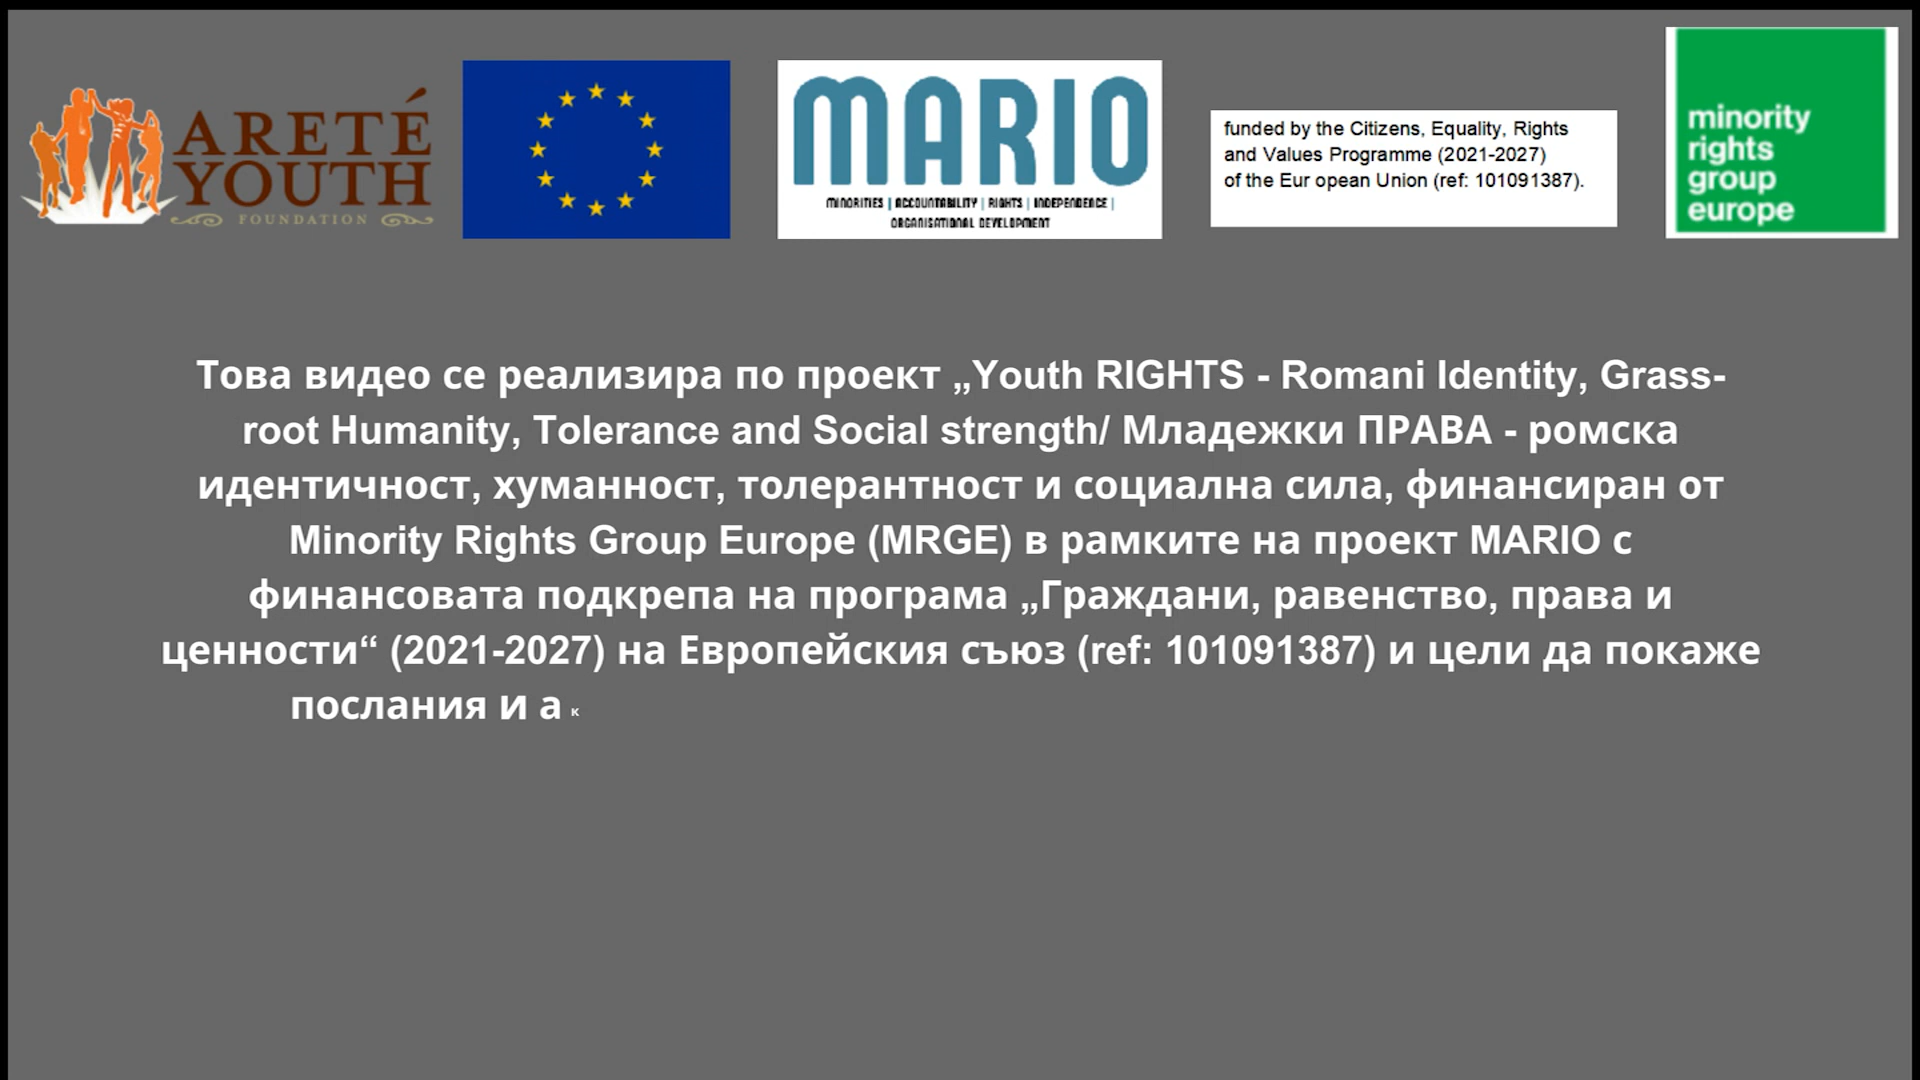 ARETÉ
YOUTH
FOUNDATION
MARIO
MINORITIES | ACCOUNTABILITY | RIGHTS | INDEPENDENCE |
ORGANISATIONAL DEVELOPMENT
funded by the Citizens, Equality, Rights
and Values Programme (2021-2027)
of the Eur opean Union (ref: 101091387).
minority
rights
group
europe
Това видео се реализира по проект „Youth RIGHTS - Romani Identity, Grass-
root Humanity, Tolerance and Social strength/ Младежки ПРАВА - ромска
идентичност, хуманност, толерантност и социална сила, финансиран от
Minority Rights Group Europe (MRGE) в рамките на проект MARIO с
финансовата подкрепа на програма „Граждани, равенство, права и
ценности“ (2021-2027) на Европейския съюз (ref: 101091387) и цели да покаже
послания и а к